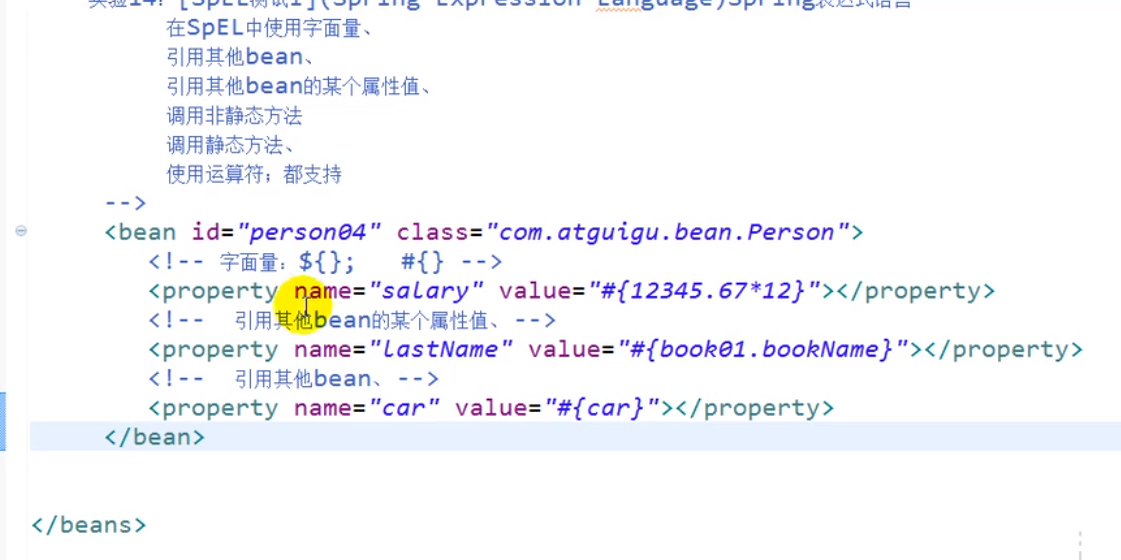 实验14：[SpEL测试I](Spring Expression Language)Spring表达式语言
在SpEL中使用字面量、
引用其他bean、
引用其他bean的某个属性值、
调用非静态方法
调用静态方法、
使用运算符；都支持
-->
<bean id="person04" class="com.atguigu.bean.Person">
<!-- 字面量：${}; #{} -->
<property name="salary" value="#{12345.67*12}"></property>
<!-- 引用其他bean的某个属性值、-->
<property name="lastName" value="#{book01.bookName}"></property>
<!-- 引用其他bean、-->
<property name="car" value="#{car}"></property>
</bean>
</beans>